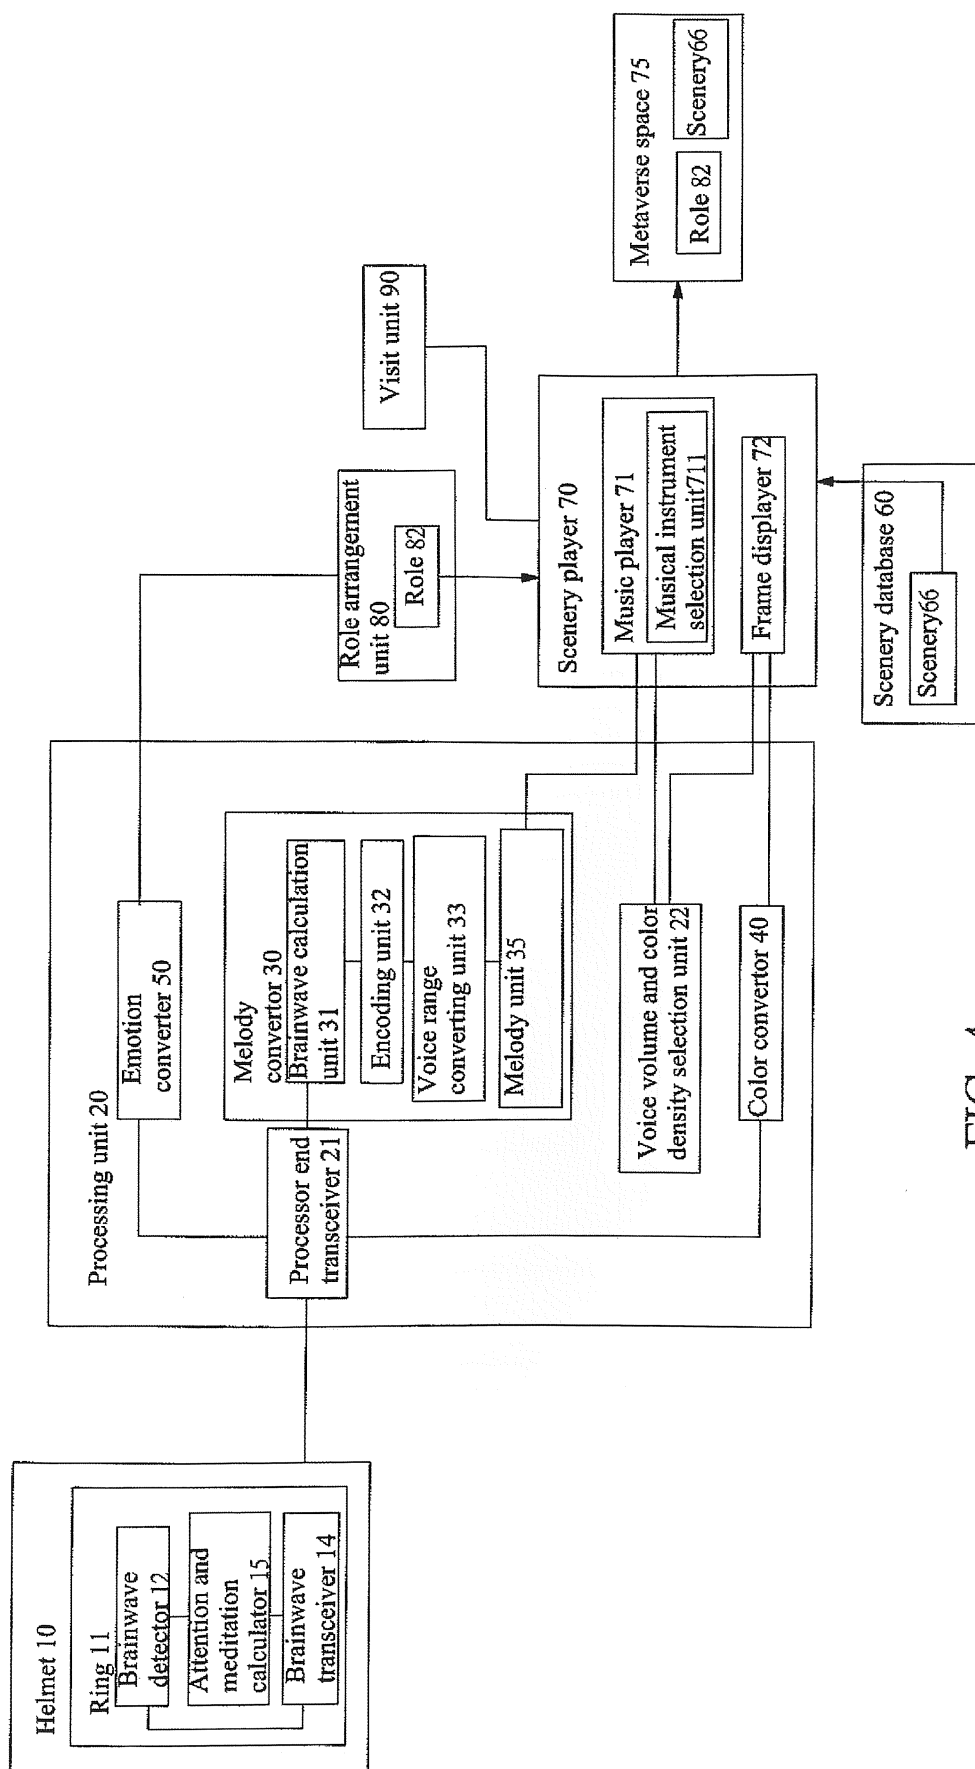 Helmet 10
Ring 11
Brainwave
detector 12
Attention and
meditation
calculator 15
Brainwave
transceiver 14
Processing unit 20
Emotion
converter 50
Processor end
transceiver 21
Melody
convertor 30
Brainwave calculation
unit 31
Encoding unit 32
Voice range
converting unit 33
Melody unit 35
Voice volume and color
density selection unit 22
Color convertor 40
Role arrangement
unit 80
Role 82
Visit unit 90
Scenery player 70
Music player 71
Musical instrument
selection unit711
Frame displayer 72
Scenery database 60
Scenery66
Metaverse space 75
Role 82
Scenery66